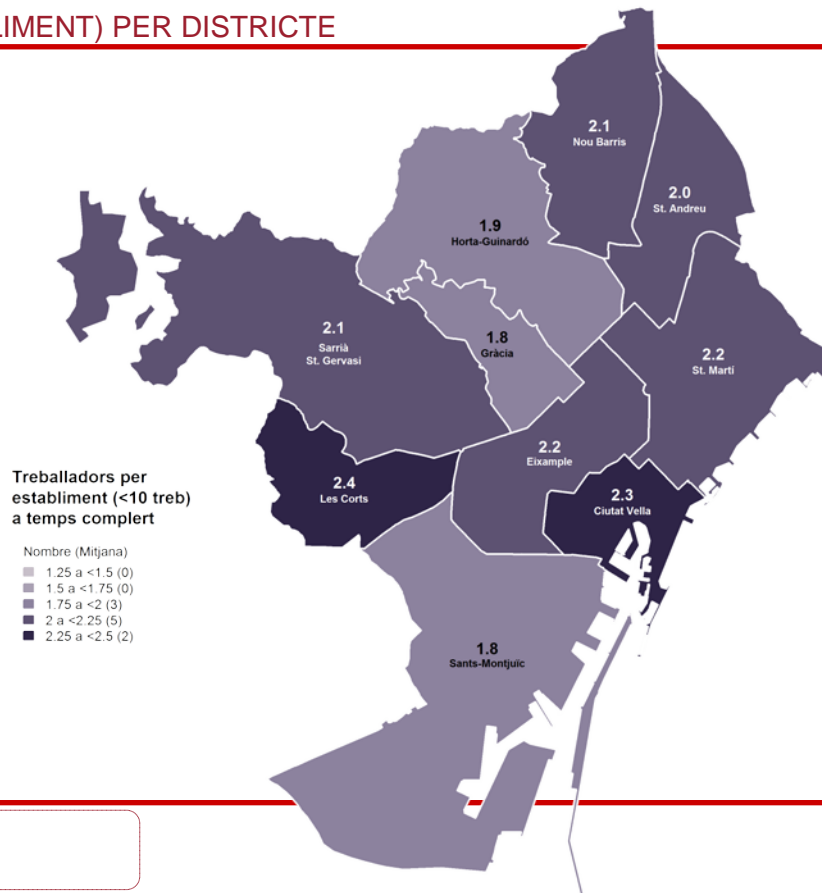 LIMENT) PER DISTRICTE
2.1
Nou Barris
2.0
St. Andreu
1.9
Horta-Guinardó
2.1
Sarrià
St. Gervasi
1.8
Gràcia
2.2
St. Martí
2.2
Eixample
2.4
Les Corts
2.3
Ciutat Vella
1.8
Sants-Montjuïc
Treballadors per
establiment (<10 treb)
a temps complert
Nombre (Mitjana)
1.25 a <1.5 (0)
1.5 a <1.75 (0)
1.75 a <2 (3)
2 a <2.25 (5)
2.25 a <2.5 (2)